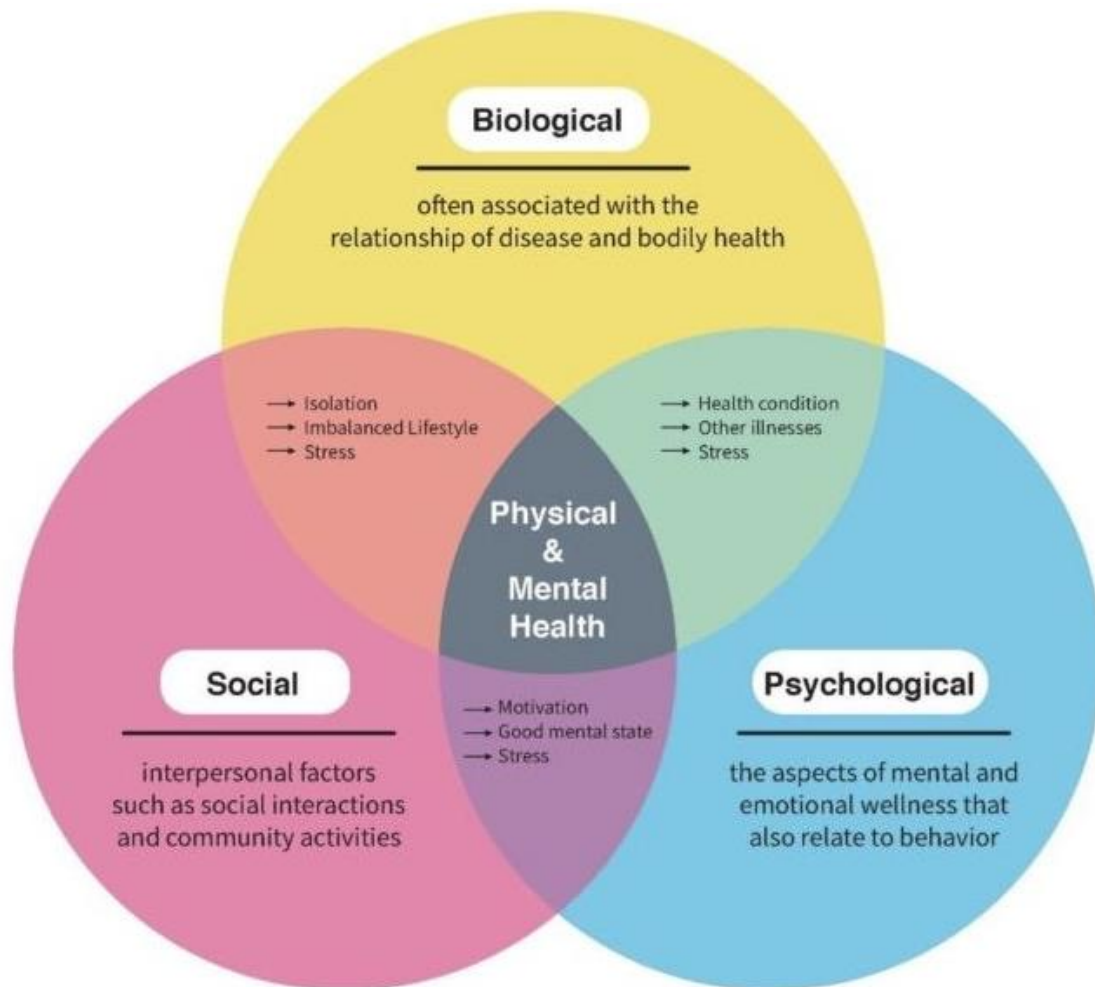 Biological
often associated with the
relationship of disease and bodily health
→ Isolation
→ Imbalanced Lifestyle
→ Stress
→ Health condition
→ Other illnesses
→ Stress
Physical
&
Mental
Health
Social
interpersonal factors
such as social interactions
and community activities
→ Motivation
→ Good mental state
→ Stress
Psychological
the aspects of mental and
emotional wellness that
also relate to behavior